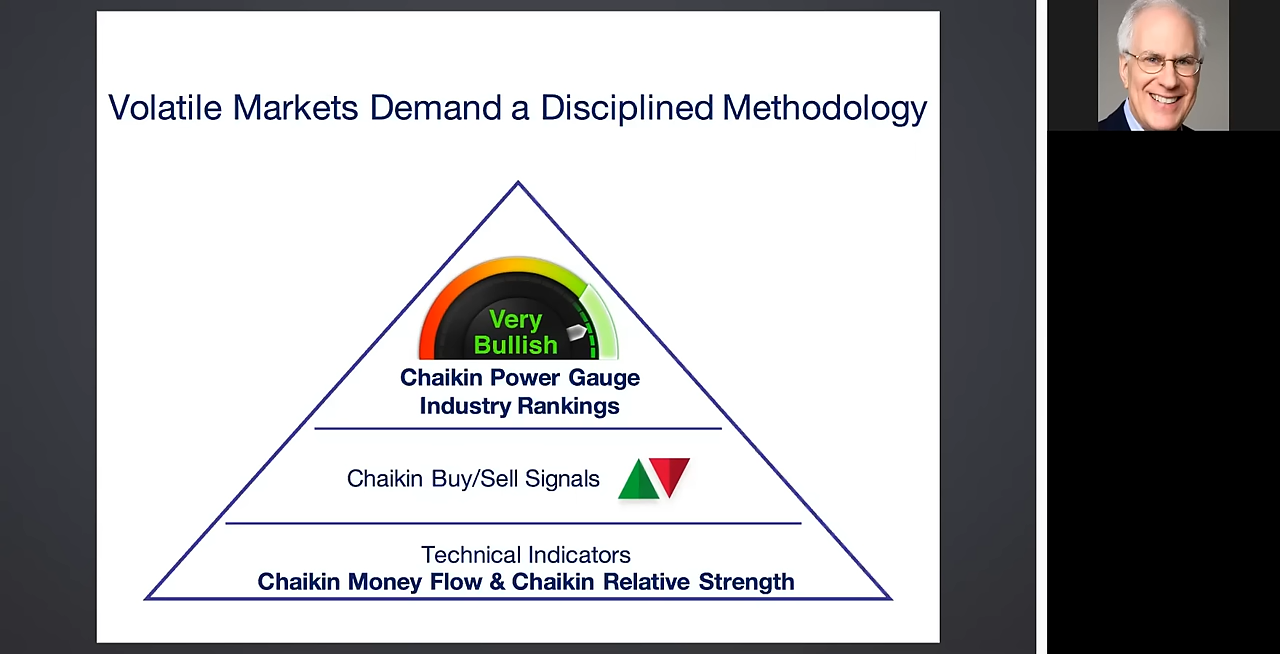 Volatile Markets Demand a Disciplined Methodology
Very
Bullish
Chaikin Power Gauge
Industry Rankings
Chaikin Buy/Sell Signals
Technical Indicators
Chaikin Money Flow & Chaikin Relative Strength